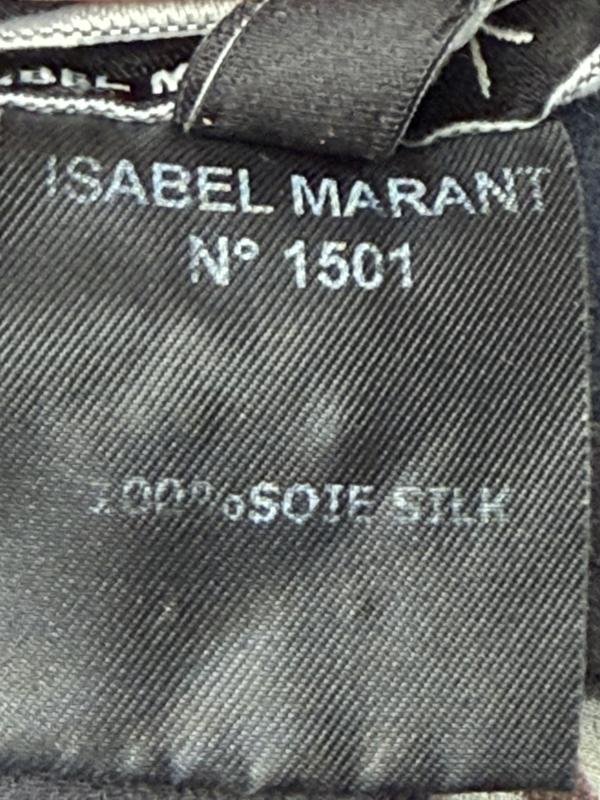 ISABEL MARANT
N° 1501
100%SOIE SILK